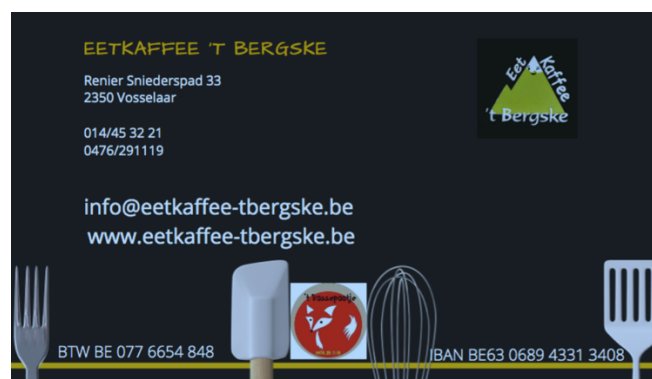 EETKAFFEE 'T BERGSKE
Renier Sniederspad 33
2350 Vosselaar
014/45 32 21
0476/291119
Eet Kaffee
't Bergske
info@eetkaffee-tbergske.be
www.eetkaffee-tbergske.be
't Vossepootje
BTW BE 077 6654 848
IBAN BE63 0689 4331 3408